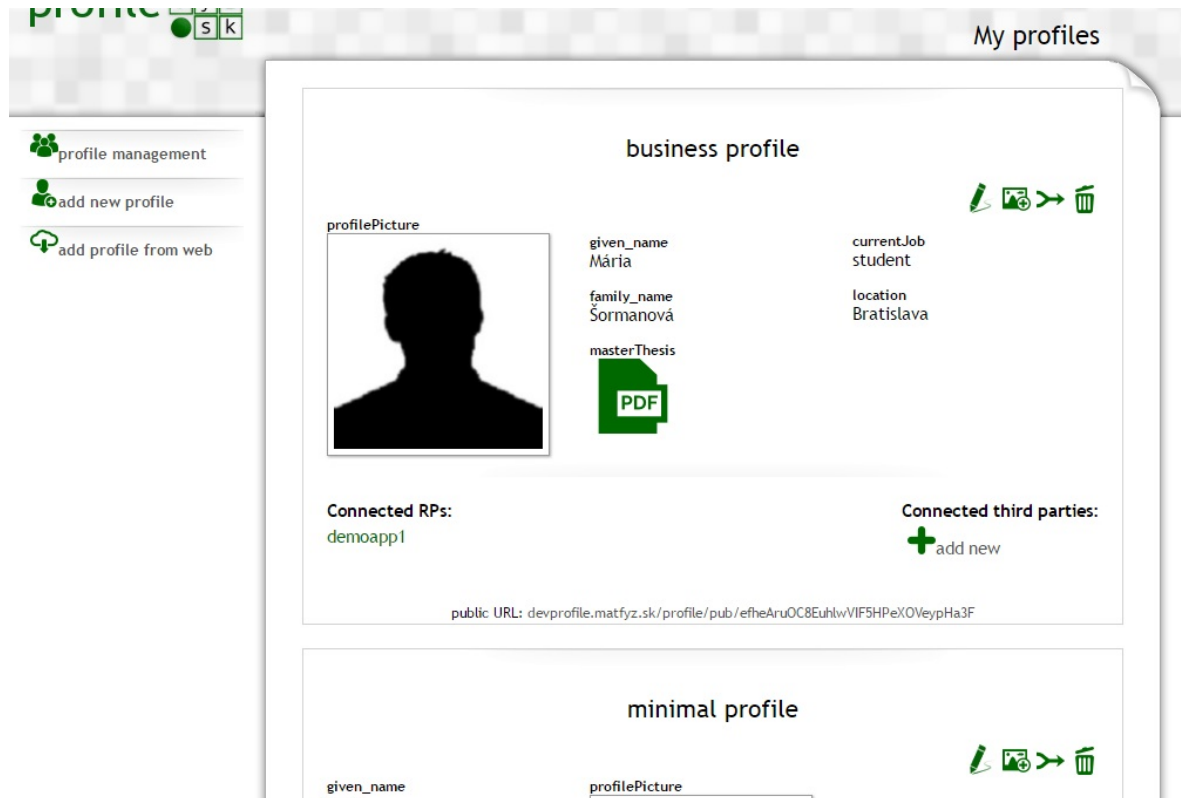 profile
s k
My profiles
profile management
add new profile
add profile from web
business profile
profilePicture
given_name
Mária
family_name
Šormanová
masterThesis
PDF
currentJob
student
location
Bratislava
Connected RPs:
demoapp1
Connected third parties:
add new
public URL: devprofile.matfyz.sk/profile/pub/efheAruOC8EuhlwVIF5HPeXOVeypHa3F
minimal profile
given_name
profilePicture